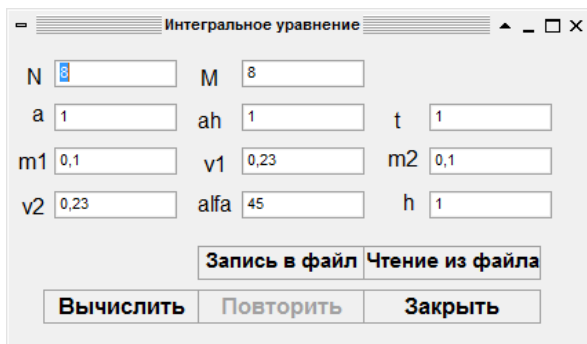 Интегральное уравнение
N 8 M 8
a 1 ah 1 t 1
m1 0,1 v1 0,23 m2 0,1
v2 0,23 alfa 45 h 1
Запись в файл Чтение из файла
Вычислить Повторить Закрыть